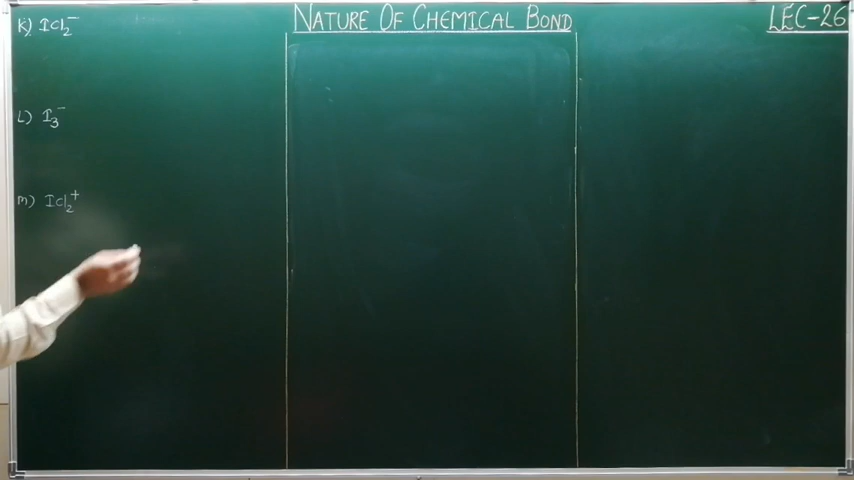 NATURE OF CHEMICAL BOND
LEC-26
K) ICl₂⁻
L) I₃⁻
m) ICl₂⁺